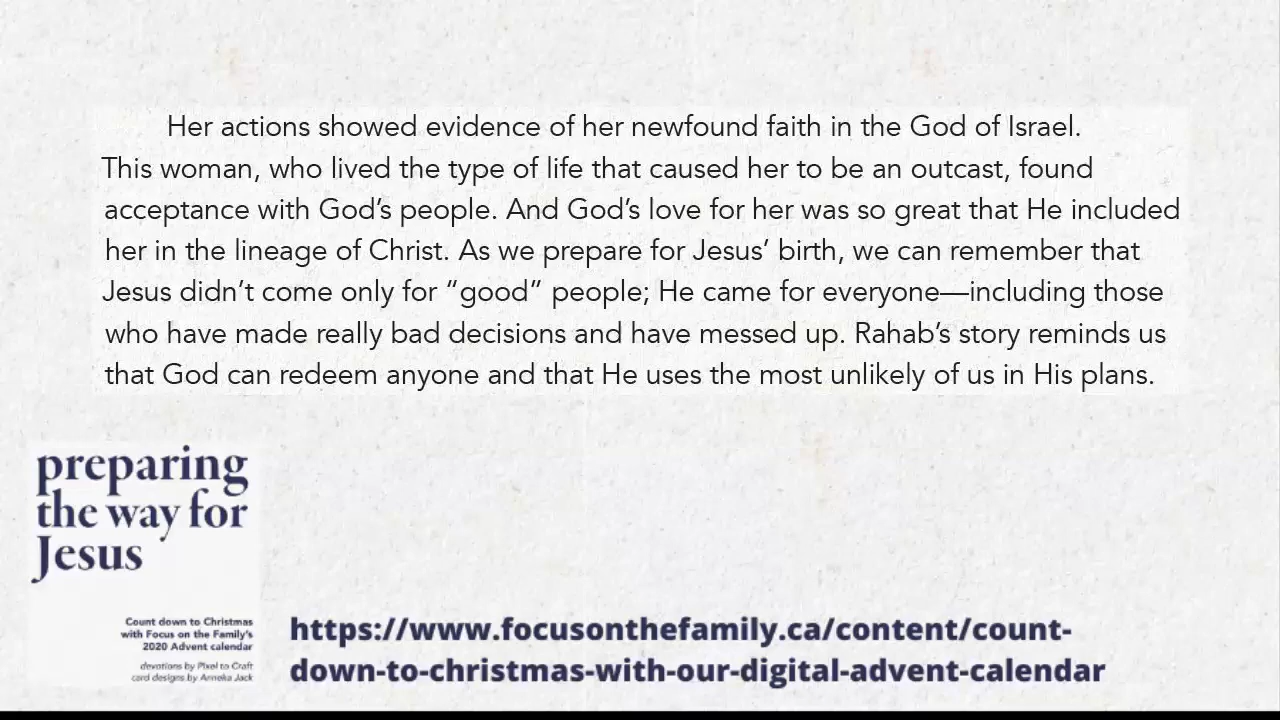 Her actions showed evidence of her newfound faith in the God of Israel.
This woman, who lived the type of life that caused her to be an outcast, found
acceptance with God’s people. And God’s love for her was so great that He included
her in the lineage of Christ. As we prepare for Jesus’ birth, we can remember that
Jesus didn’t come only for “good” people; He came for everyone—including those
who have made really bad decisions and have messed up. Rahab’s story reminds us
that God can redeem anyone and that He uses the most unlikely of us in His plans.
preparing
the way for
Jesus
Count down to Christmas
with Focus on the Family’s
2020 Advent calendar
devotions by Pixel to Craft
card designs by Anneka Jack
https://www.focusonthefamily.ca/content/count-
down-to-christmas-with-our-digital-advent-calendar